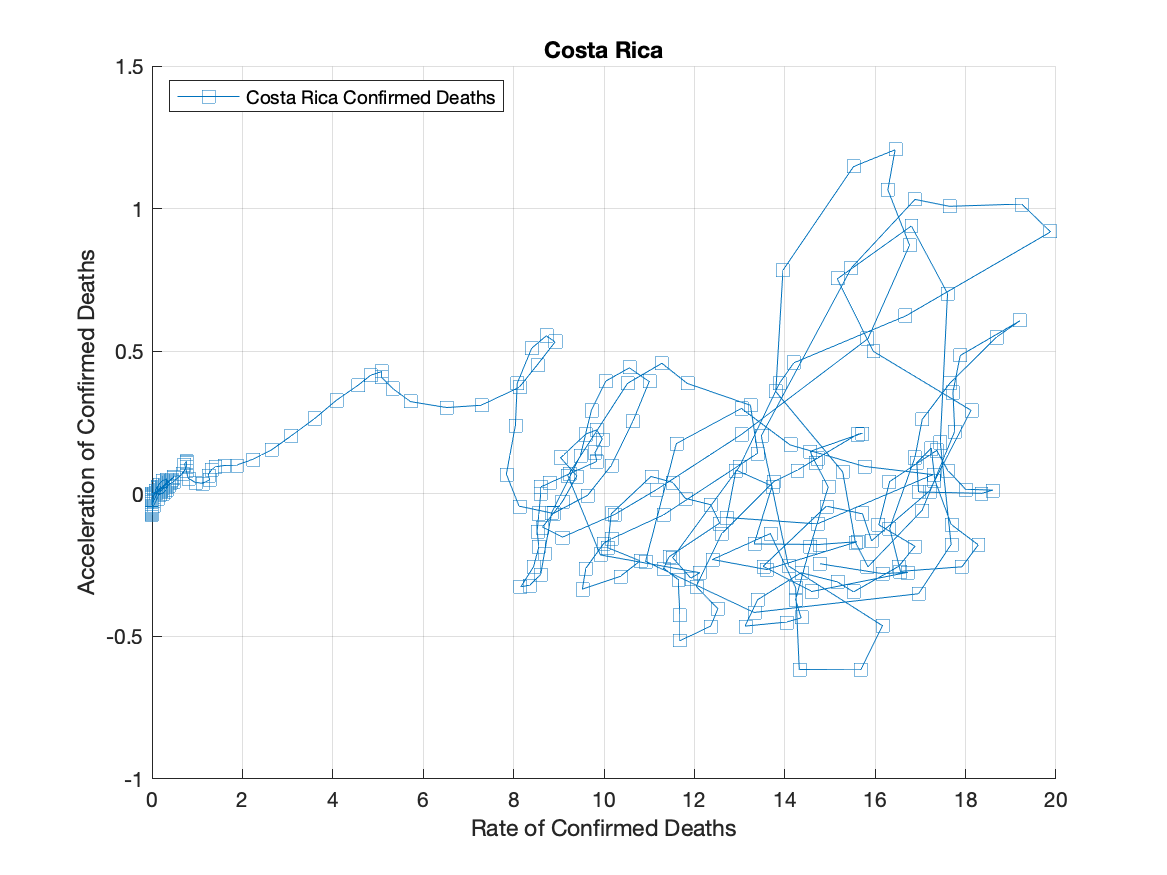 Costa Rica
1.5
Costa Rica Confirmed Deaths
1
0.5
0
-0.5
-1
Acceleration of Confirmed Deaths
0 2 4 6 8 10 12 14 16 18 20
Rate of Confirmed Deaths